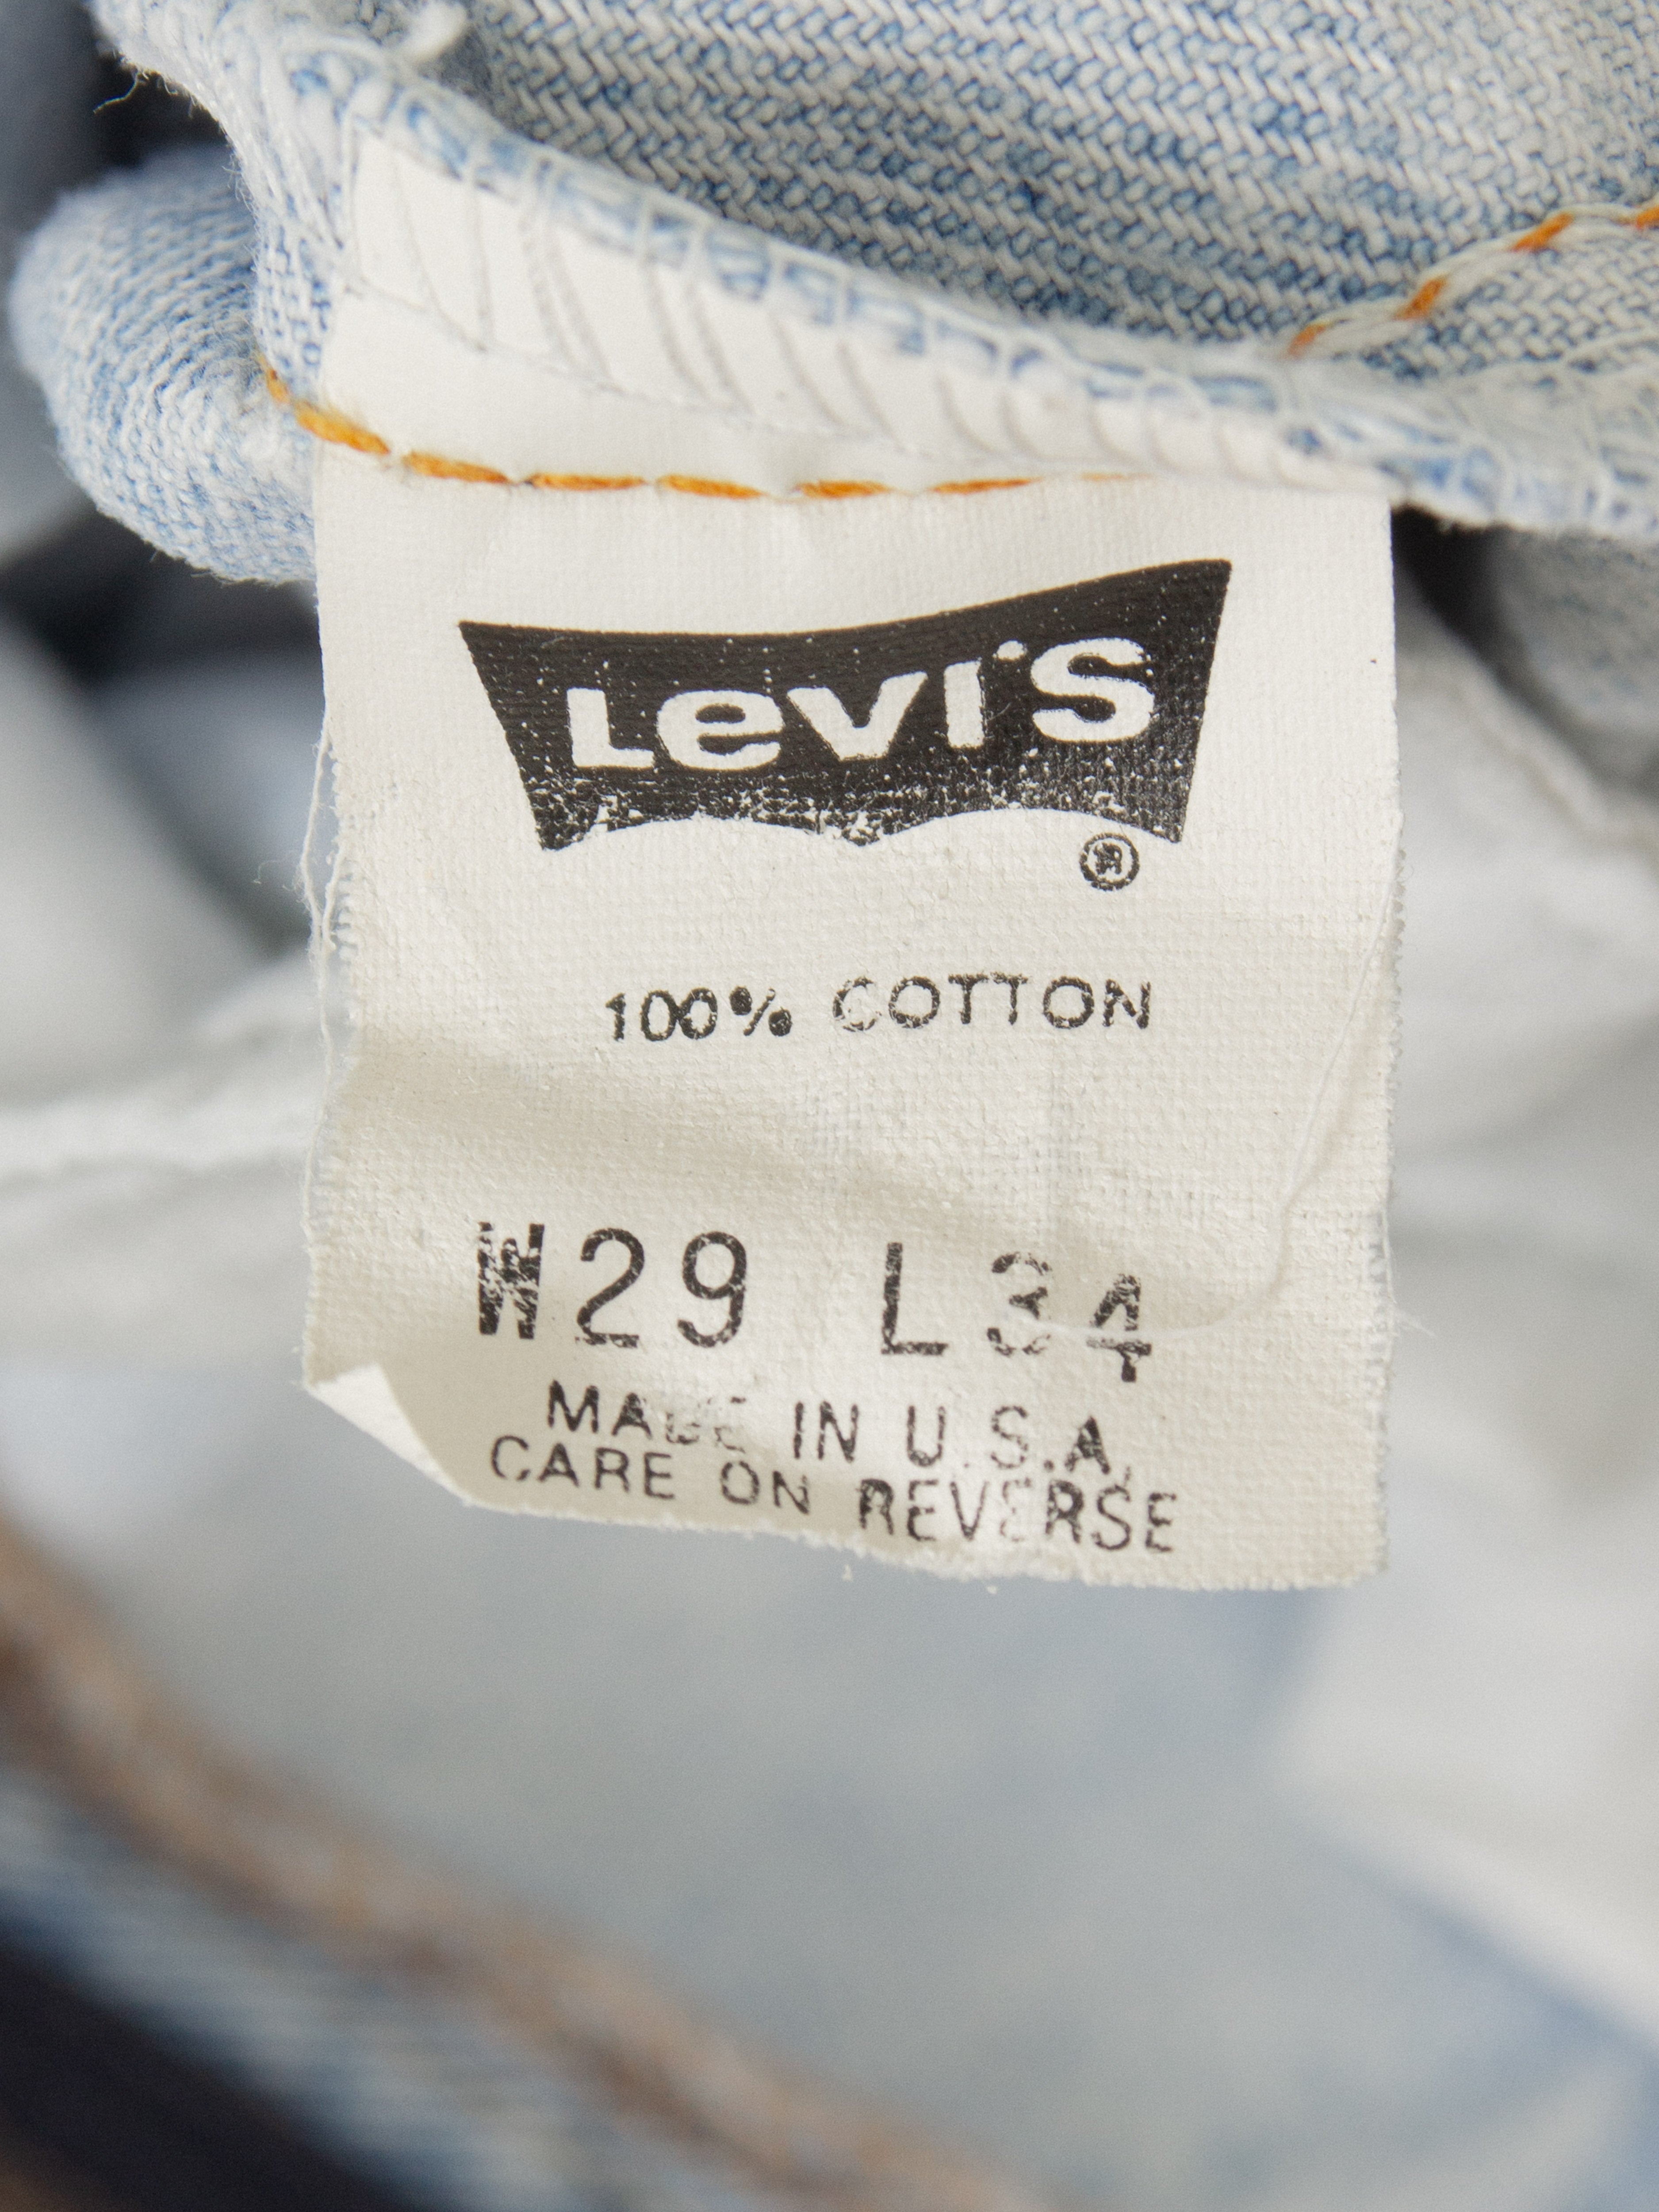 Levi's
®
100% COTTON
W29 L34
MADE IN U.S.A.
CARE ON REVERSE